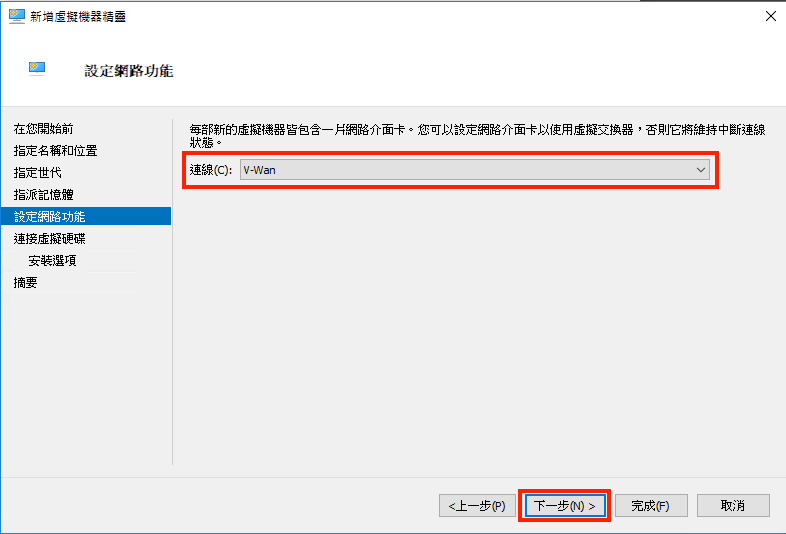 新增虛擬機器精靈
設定網路功能
在您開始前
指定名稱和位置
指定世代
指派記憶體
設定網路功能
連接虛擬硬碟
安裝選項
摘要
每部新的虛擬機器皆包含一片網路介面卡。您可以設定網路介面卡以使用虛擬交換器，否則它將維持中斷連線
狀態。
連線(C): V-Wan
<上一步(P) 下一步(N) > 完成(F) 取消